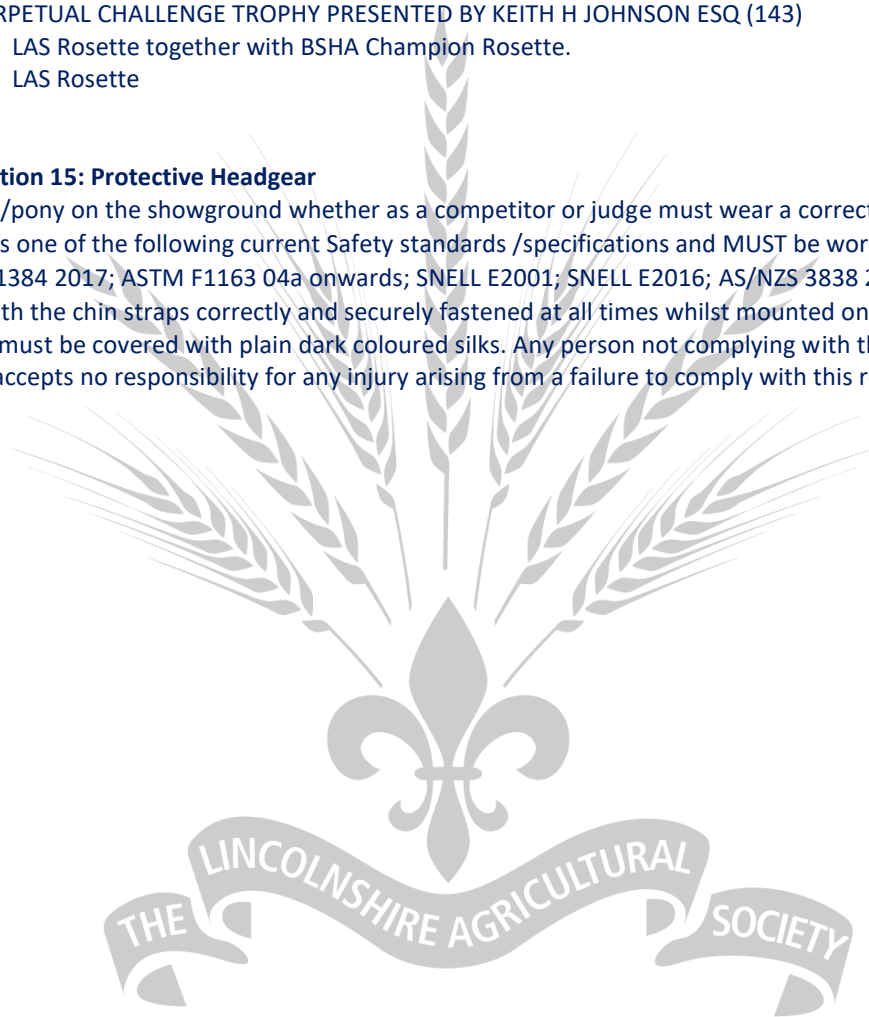 RPETUAL CHALLENGE TROPHY PRESENTED BY KEITH H JOHNSON ESQ (143)
LAS Rosette together with BSHA Champion Rosette.
LAS Rosette
tion 15: Protective Headgear
/pony on the showground whether as a competitor or judge must wear a correct
s one of the following current Safety standards /specifications and MUST be wor
1384 2017; ASTM F1163 04a onwards; SNELL E2001; SNELL E2016; AS/NZS 3838 2
th the chin straps correctly and securely fastened at all times whilst mounted on
must be covered with plain dark coloured silks. Any person not complying with th
accepts no responsibility for any injury arising from a failure to comply with this r
THE LINCOLNSHIRE AGRICULTURAL SOCIETY